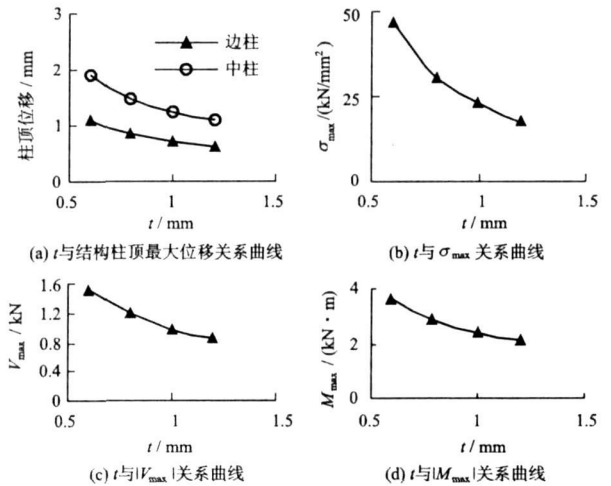 3
2
1
0
柱顶位移 / mm
边柱
中柱
0.5
1
1.5
t / mm
(a) t与结构柱顶最大位移关系曲线
50
25
0
σmax/(kN/mm²)
0.5
1
1.5
t / mm
(b) t与σmax关系曲线
1.6
1.2
0.8
0.4
0
Vmax / kN
0.5
1
1.5
t / mm
(c) t与|Vmax|关系曲线
4
2
0
Mmax / (kN · m)
0.5
1
1.5
t / mm
(d) t与|Mmax|关系曲线